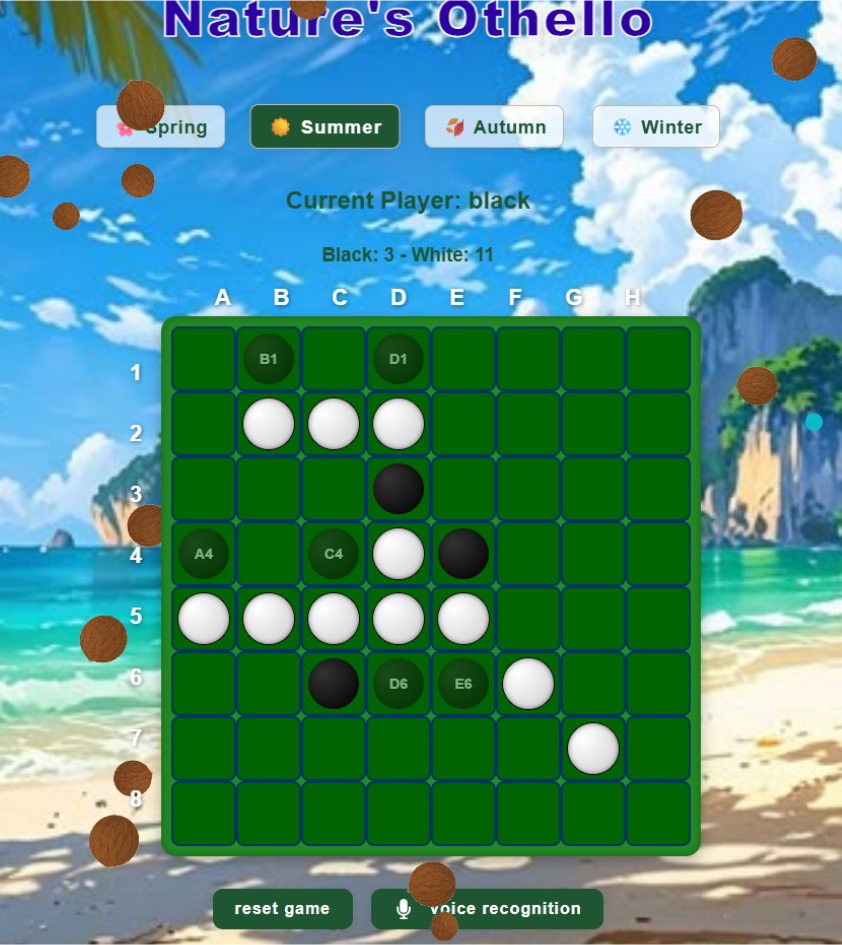 Nature's Othello
Spring Summer Autumn Winter
Current Player: black
Black: 3 - White: 11
A B C D E F G H
1 B1 D1
2
3
4 A4 C4
5
6 D6 E6
7
8
reset game voice recognition